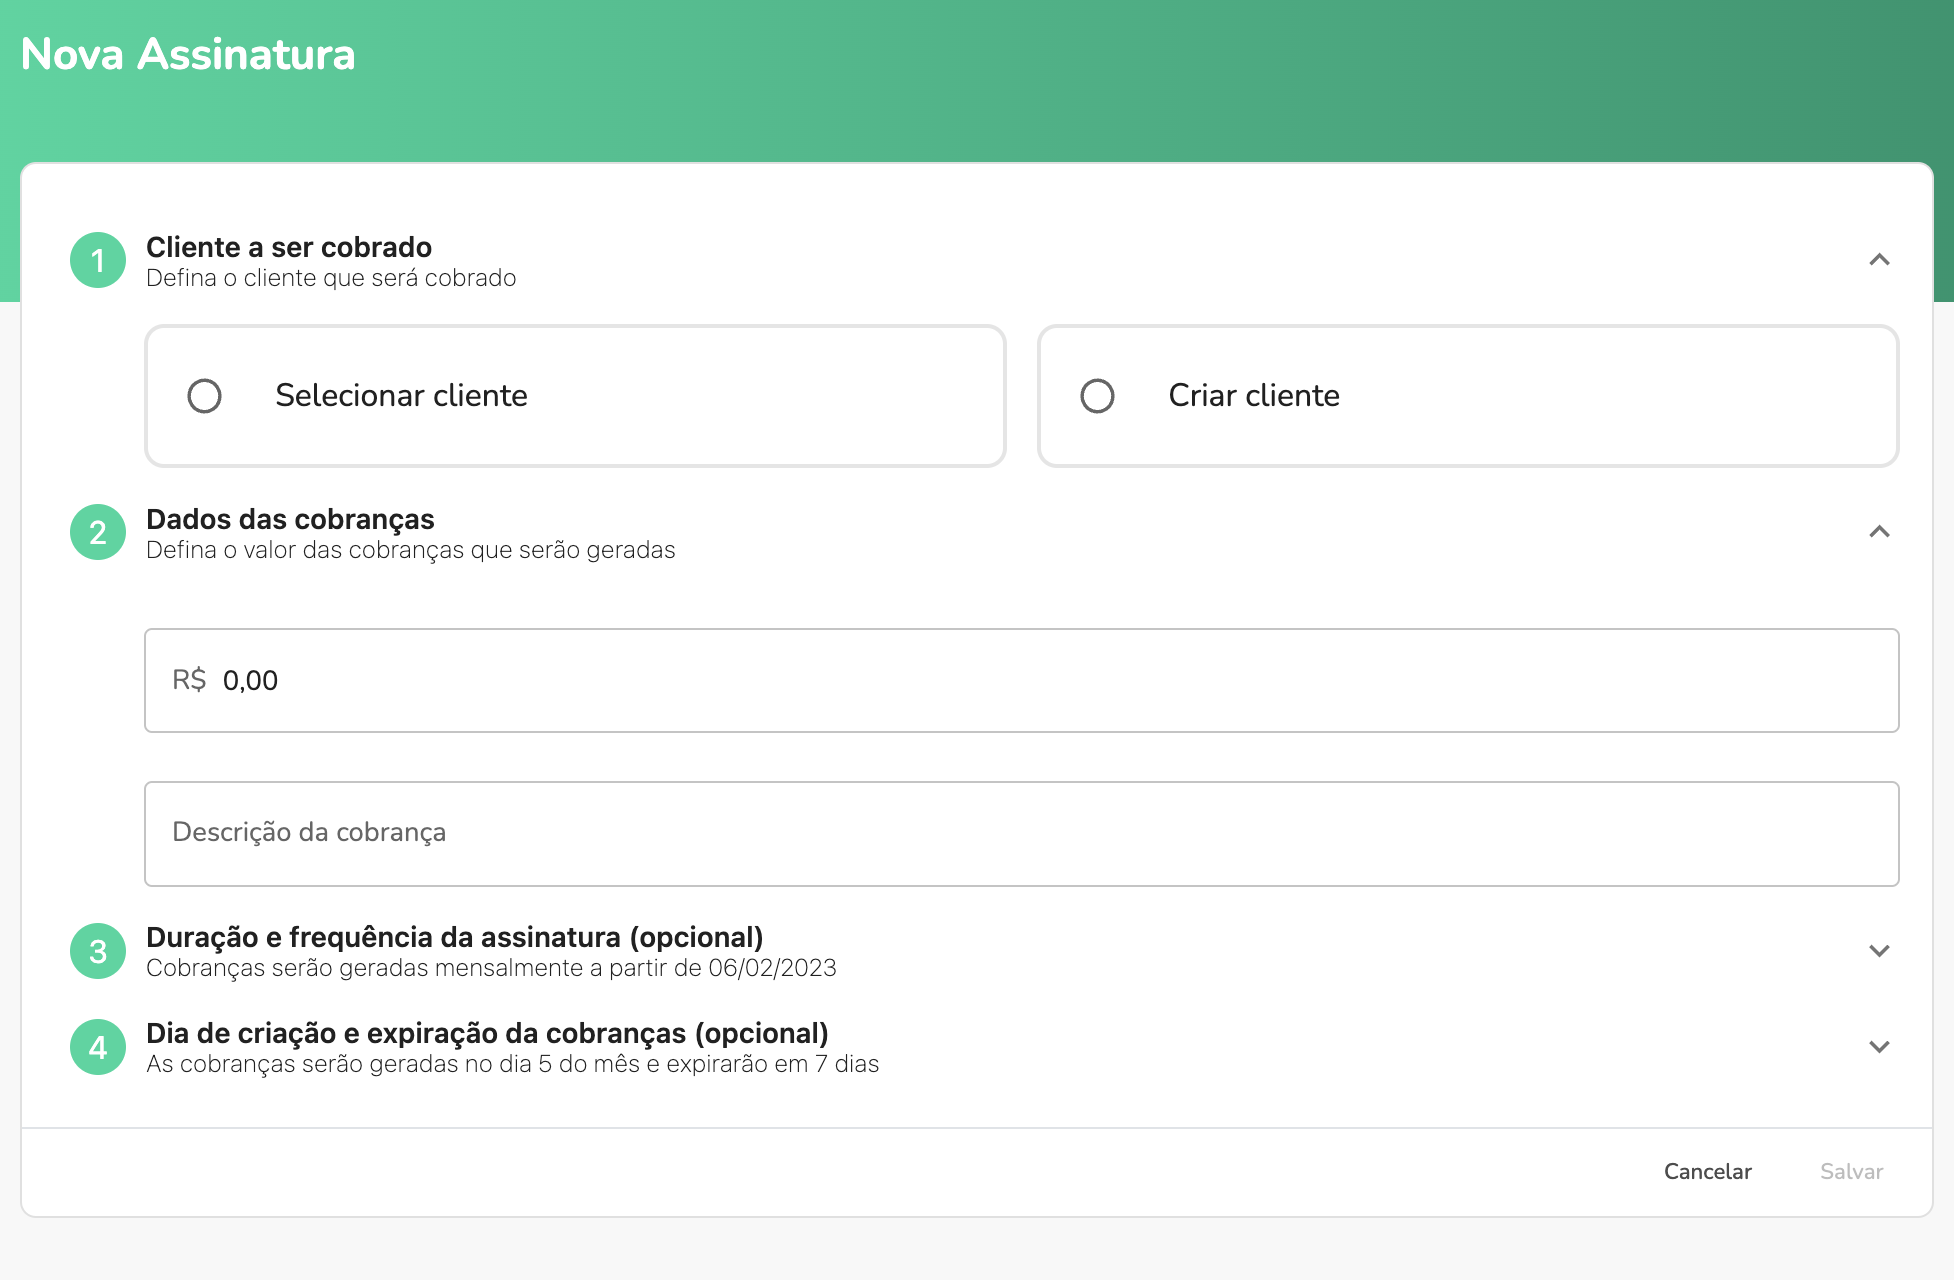 Nova Assinatura
1
Cliente a ser cobrado
Defina o cliente que será cobrado
Selecionar cliente
Criar cliente
2
Dados das cobranças
Defina o valor das cobranças que serão geradas
R$ 0,00
Descrição da cobrança
3
Duração e frequência da assinatura (opcional)
Cobranças serão geradas mensalmente a partir de 06/02/2023
4
Dia de criação e expiração da cobranças (opcional)
As cobranças serão geradas no dia 5 do mês e expirarão em 7 dias
Cancelar
Salvar